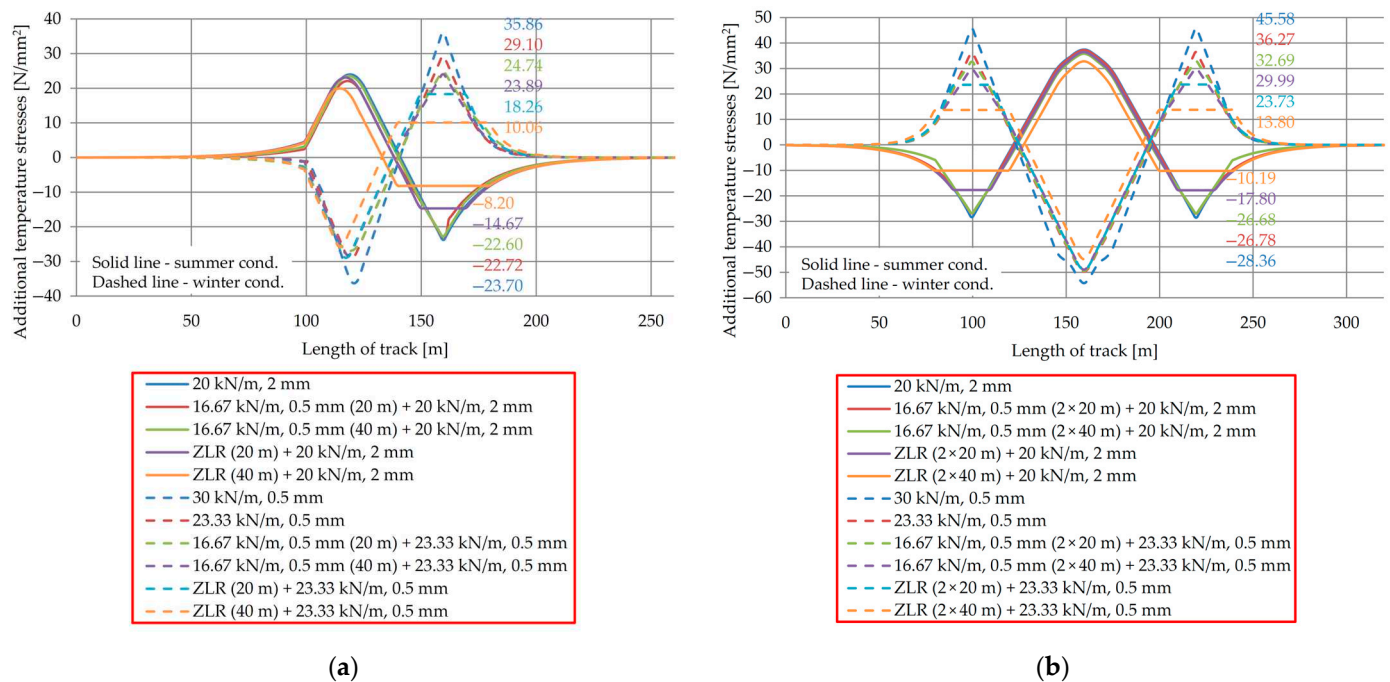 Additional temperature stresses [N/mm²]
40
30
20
10
0
−10
−20
−30
−40
35.86
29.10
24.74
23.89
18.26
10.06
−8.20
−14.67
−22.60
−22.72
−23.70
Solid line - summer cond.
Dashed line - winter cond.
0 50 100 150 200 250
Length of track [m]
20 kN/m, 2 mm
16.67 kN/m, 0.5 mm (20 m) + 20 kN/m, 2 mm
16.67 kN/m, 0.5 mm (40 m) + 20 kN/m, 2 mm
ZLR (20 m) + 20 kN/m, 2 mm
ZLR (40 m) + 20 kN/m, 2 mm
30 kN/m, 0.5 mm
23.33 kN/m, 0.5 mm
16.67 kN/m, 0.5 mm (20 m) + 23.33 kN/m, 0.5 mm
16.67 kN/m, 0.5 mm (40 m) + 23.33 kN/m, 0.5 mm
ZLR (20 m) + 23.33 kN/m, 0.5 mm
ZLR (40 m) + 23.33 kN/m, 0.5 mm
(a)
Additional temperature stresses [N/mm²]
50
40
30
20
10
0
−10
−20
−30
−40
−50
−60
45.58
36.27
32.69
29.99
23.73
13.80
−10.19
−17.80
−26.68
−26.78
−28.36
Solid line - summer cond.
Dashed line - winter cond.
0 50 100 150 200 250 300
Length of track [m]
20 kN/m, 2 mm
16.67 kN/m, 0.5 mm (2×20 m) + 20 kN/m, 2 mm
16.67 kN/m, 0.5 mm (2×40 m) + 20 kN/m, 2 mm
ZLR (2×20 m) + 20 kN/m, 2 mm
ZLR (2×40 m) + 20 kN/m, 2 mm
30 kN/m, 0.5 mm
23.33 kN/m, 0.5 mm
16.67 kN/m, 0.5 mm (2×20 m) + 23.33 kN/m, 0.5 mm
16.67 kN/m, 0.5 mm (2×40 m) + 23.33 kN/m, 0.5 mm
ZLR (2×20 m) + 23.33 kN/m, 0.5 mm
ZLR (2×40 m) + 23.33 kN/m, 0.5 mm
(b)